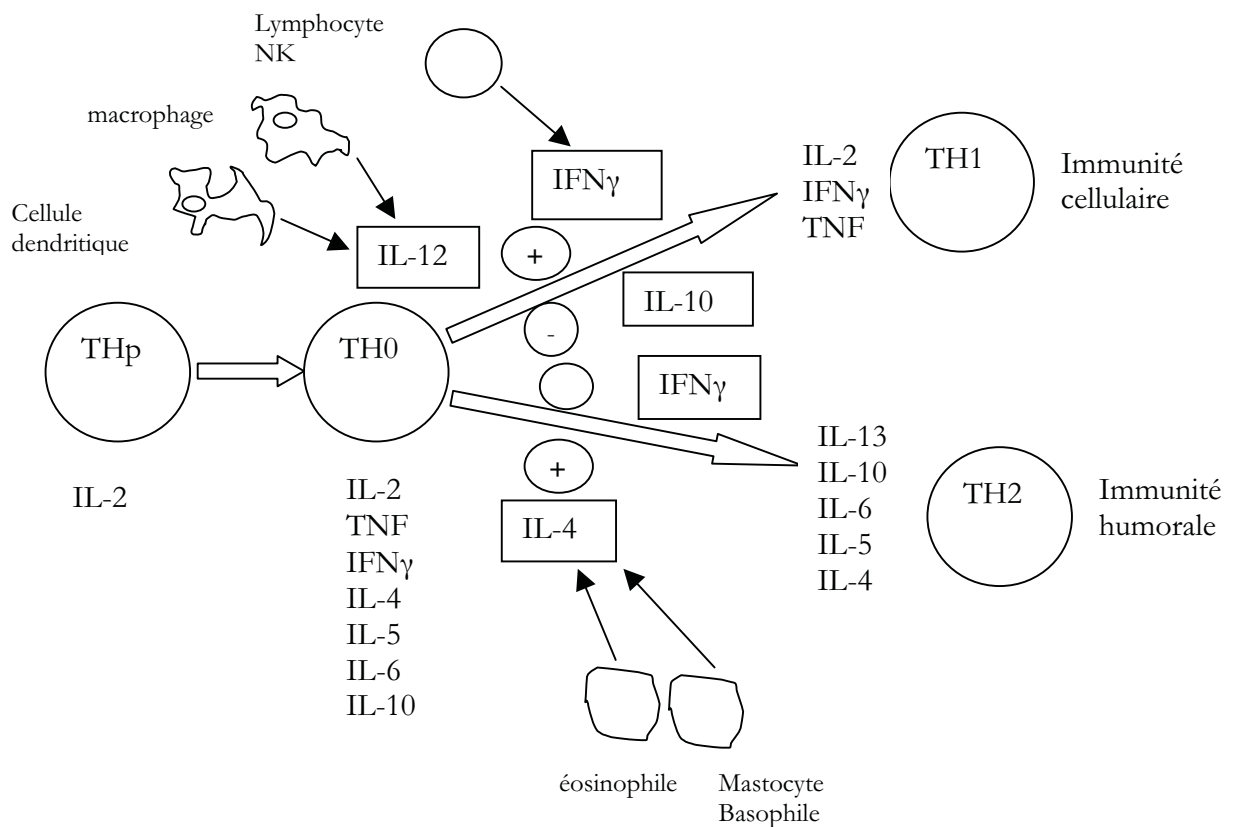 Lymphocyte
NK
macrophage
Cellule
dendritique
IL-12
IFNγ
+
IL-2
IFNγ
TNF
TH1
Immunité
cellulaire
IL-10
-
THp
TH0
IFNγ
+
IL-4
IL-2
IL-2
TNF
IFNγ
IL-4
IL-5
IL-6
IL-10
IL-13
IL-10
IL-6
IL-5
IL-4
TH2
Immunité
humorale
éosinophile
Mastocyte
Basophile